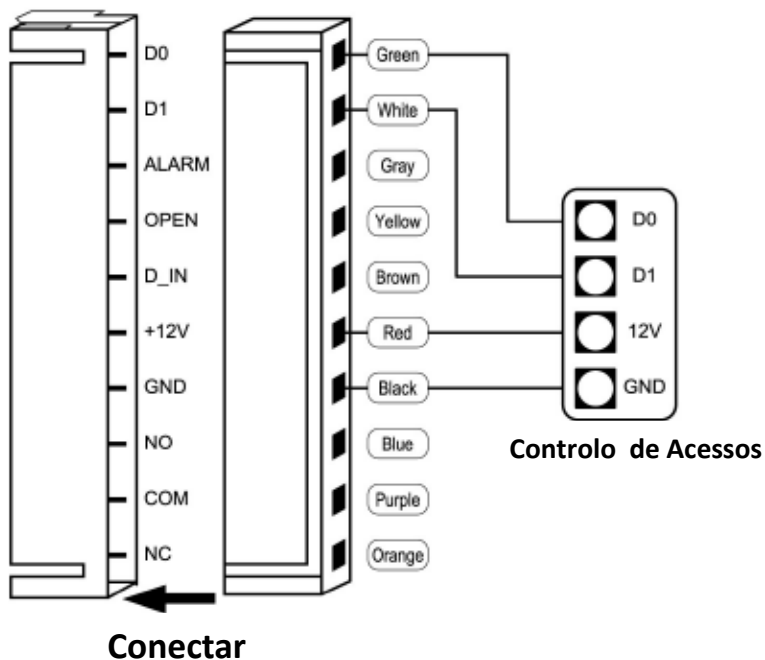 D0
D1
ALARM
OPEN
D_IN
+12V
GND
NO
COM
NC
Green
White
Gray
Yellow
Brown
Red
Black
Blue
Purple
Orange
D0
D1
12V
GND
Controlo de Acessos
Conectar